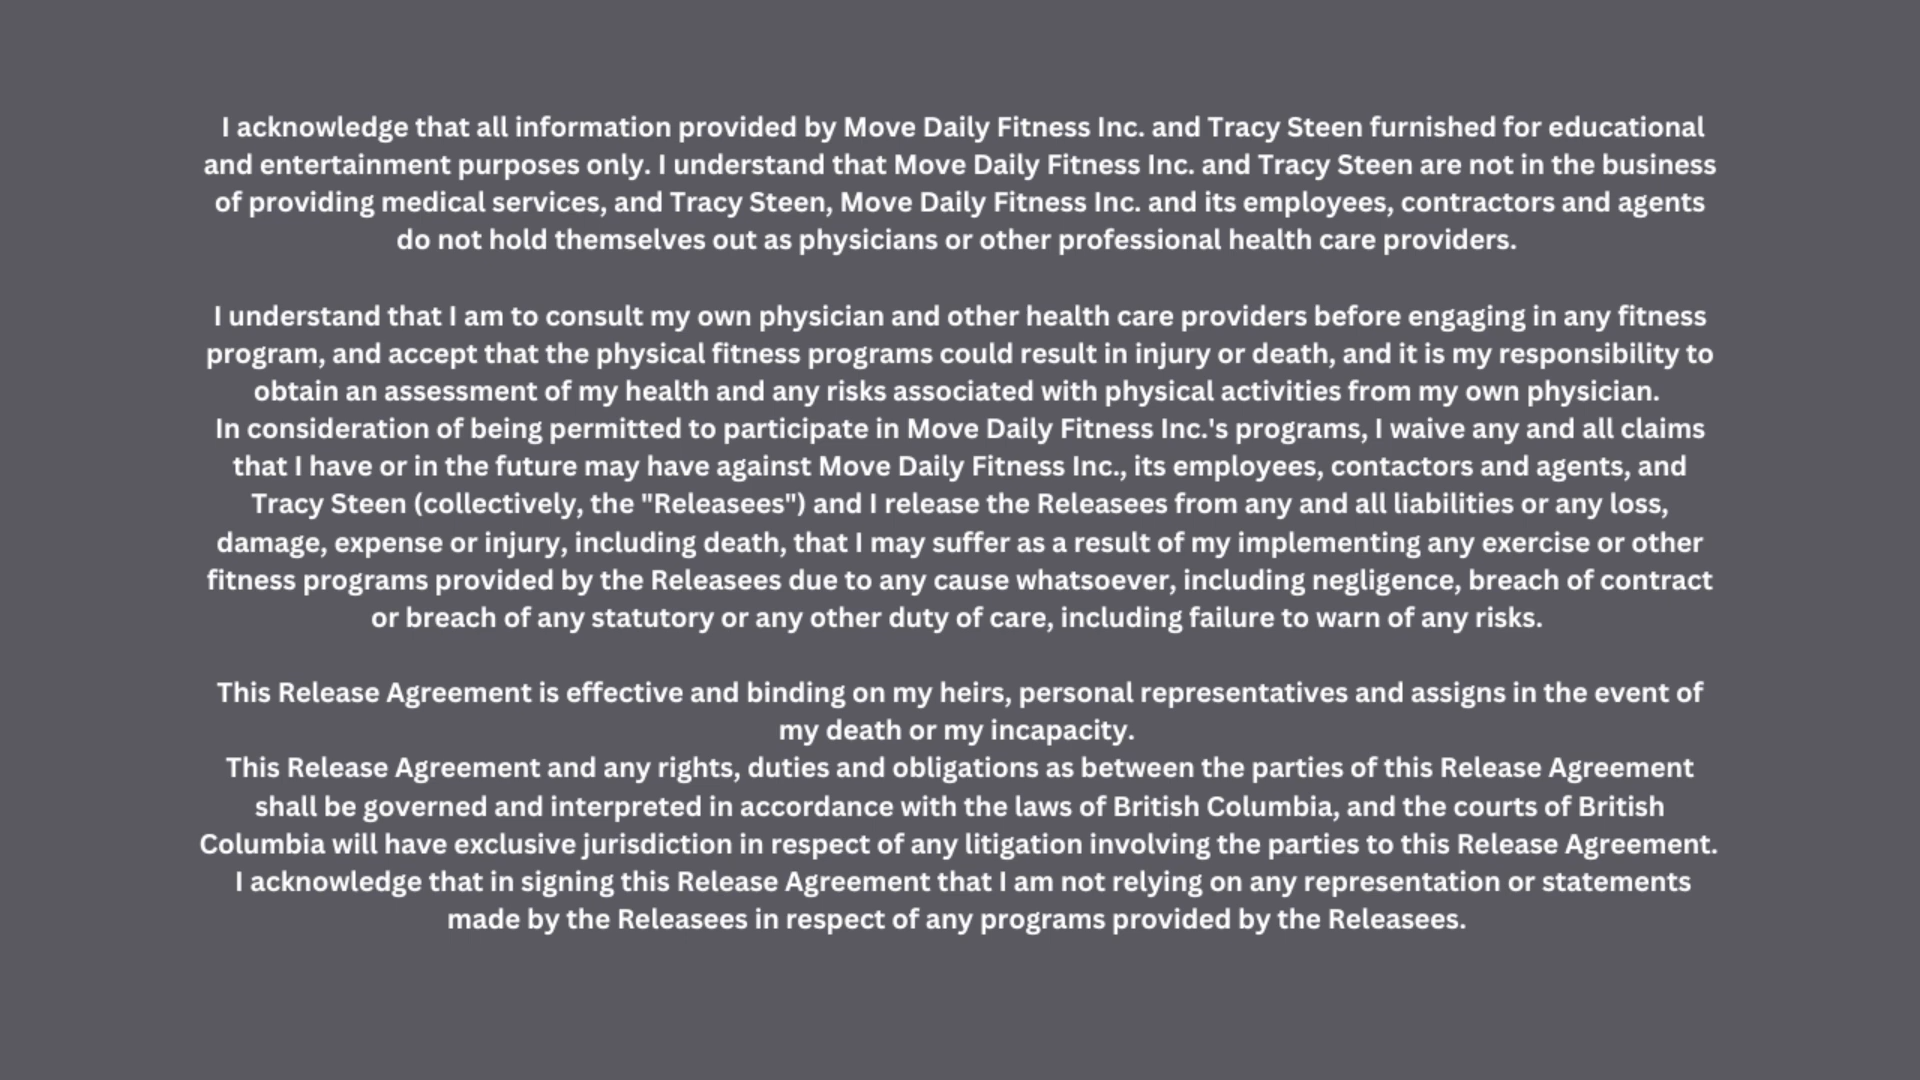 I acknowledge that all information provided by Move Daily Fitness Inc. and Tracy Steen furnished for educational
and entertainment purposes only. I understand that Move Daily Fitness Inc. and Tracy Steen are not in the business
of providing medical services, and Tracy Steen, Move Daily Fitness Inc. and its employees, contractors and agents
do not hold themselves out as physicians or other professional health care providers.
I understand that I am to consult my own physician and other health care providers before engaging in any fitness
program, and accept that the physical fitness programs could result in injury or death, and it is my responsibility to
obtain an assessment of my health and any risks associated with physical activities from my own physician.
In consideration of being permitted to participate in Move Daily Fitness Inc.'s programs, I waive any and all claims
that I have or in the future may have against Move Daily Fitness Inc., its employees, contactors and agents, and
Tracy Steen (collectively, the "Releasees") and I release the Releasees from any and all liabilities or any loss,
damage, expense or injury, including death, that I may suffer as a result of my implementing any exercise or other
fitness programs provided by the Releasees due to any cause whatsoever, including negligence, breach of contract
or breach of any statutory or any other duty of care, including failure to warn of any risks.
This Release Agreement is effective and binding on my heirs, personal representatives and assigns in the event of
my death or my incapacity.
This Release Agreement and any rights, duties and obligations as between the parties of this Release Agreement
shall be governed and interpreted in accordance with the laws of British Columbia, and the courts of British
Columbia will have exclusive jurisdiction in respect of any litigation involving the parties to this Release Agreement.
I acknowledge that in signing this Release Agreement that I am not relying on any representation or statements
made by the Releasees in respect of any programs provided by the Releasees.